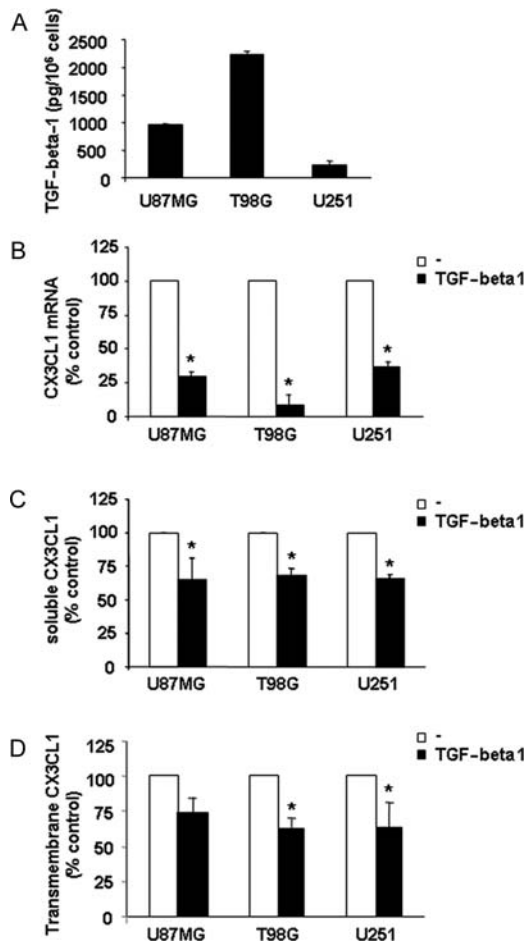 A
TGF-beta-1 (pg/10⁶ cells)
2500
2000
1500
1000
500
0
U87MG T98G U251
B
CX3CL1 mRNA
(% control)
125
100
75
50
25
0
-
TGF-beta1
* * *
U87MG T98G U251
C
soluble CX3CL1
(% control)
125
100
75
50
25
0
-
TGF-beta1
* * *
U87MG T98G U251
D
Transmembrane CX3CL1
(% control)
125
100
75
50
25
0
-
TGF-beta1
* *
U87MG T98G U251